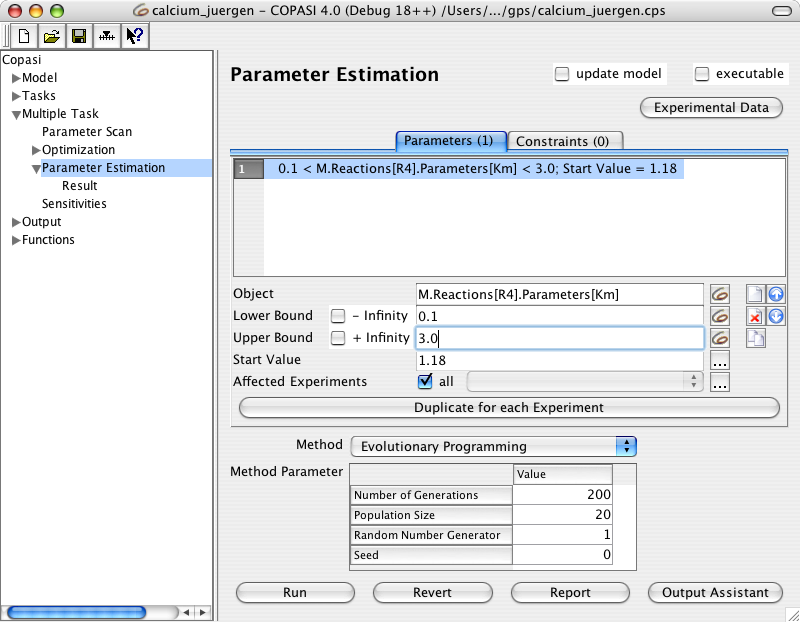 calcium_juergen – COPASI 4.0 (Debug 18++) /Users/.../gps/calcium_juergen.cps
Copasi
Model
Tasks
Multiple Task
Parameter Scan
Optimization
Parameter Estimation
Result
Sensitivities
Output
Functions
Parameter Estimation
update model
executable
Experimental Data
Parameters (1)
Constraints (0)
1
0.1 < M.Reactions[R4].Parameters[Km] < 3.0; Start Value = 1.18
Object
M.Reactions[R4].Parameters[Km]
Lower Bound
- Infinity
0.1
Upper Bound
+ Infinity
3.0
Start Value
1.18
...
Affected Experiments
all
...
Duplicate for each Experiment
Method
Evolutionary Programming
Method Parameter
Value
Number of Generations
200
Population Size
20
Random Number Generator
1
Seed
0
Run
Revert
Report
Output Assistant